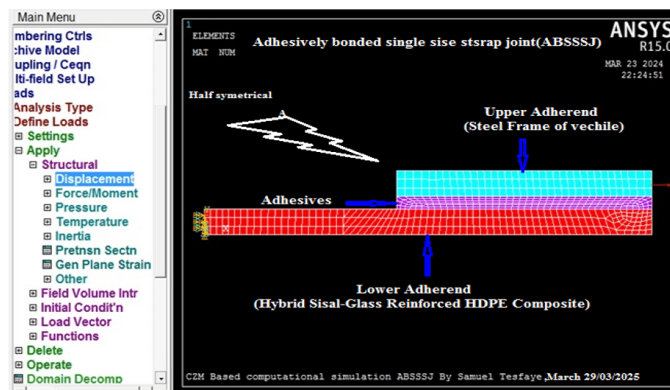 Main Menu
mbering Ctrls
chive Model
upling / Ceqn
lti-field Set Up
ads
Analysis Type
Define Loads
Settings
Apply
Structural
Displacement
Force/Moment
Pressure
Temperature
Inertia
Pretnsn Sectn
Gen Plane Strain
Other
Field Volume Intr
Initial Condit'n
Load Vector
Functions
Delete
Operate
Domain Decomp
1
ELEMENTS
MAT NUM
Adhesively bonded single sise stsrap joint(ABSSSJ)
ANSYS
R15.0
MAR 23 2024
22:24:51
Half symetrical
A
Upper Adherend
(Steel Frame of vechile)
Adhesives
X
Lower Adherend
(Hybrid Sisal-Glass Reinforced HDPE Composite)
CZM Based computational simulation ABSSSJ By Samuel Tesfaye,March 29/03/2025